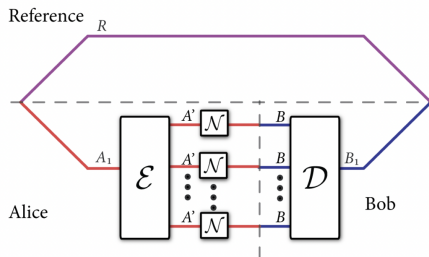 Reference
R
A' N B
A₁ E A' N B D B₁
Alice Bob
A' N B